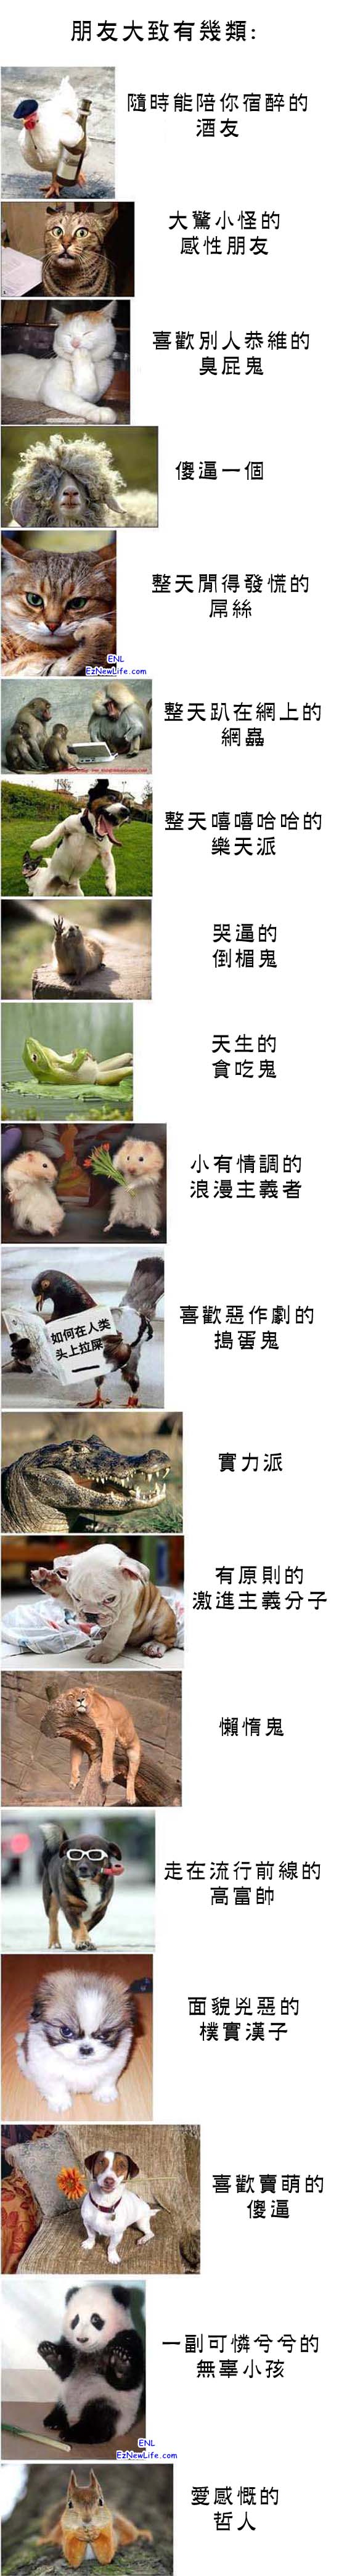 朋友大致有幾類:
隨時能陪你宿醉的
酒友
大驚小怪的
感性朋友
喜歡別人恭維的
臭屁鬼
傻逼一個
整天閒得發慌的
屌絲
ENL
EzNewLife.com
整天趴在網上的
網蟲
整天嘻嘻哈哈的
樂天派
哭逼的
倒楣鬼
天生的
貪吃鬼
小有情調的
浪漫主義者
喜歡惡作劇的
搗蛋鬼
如何在人类
头上拉屎
實力派
有原則的
激進主義分子
懶惰鬼
走在流行前線的
高富帥
面貌兇惡的
樸實漢子
喜歡賣萌的
傻逼
一副可憐兮兮的
無辜小孩
ENL
EzNewLife.com
愛感慨的
哲人